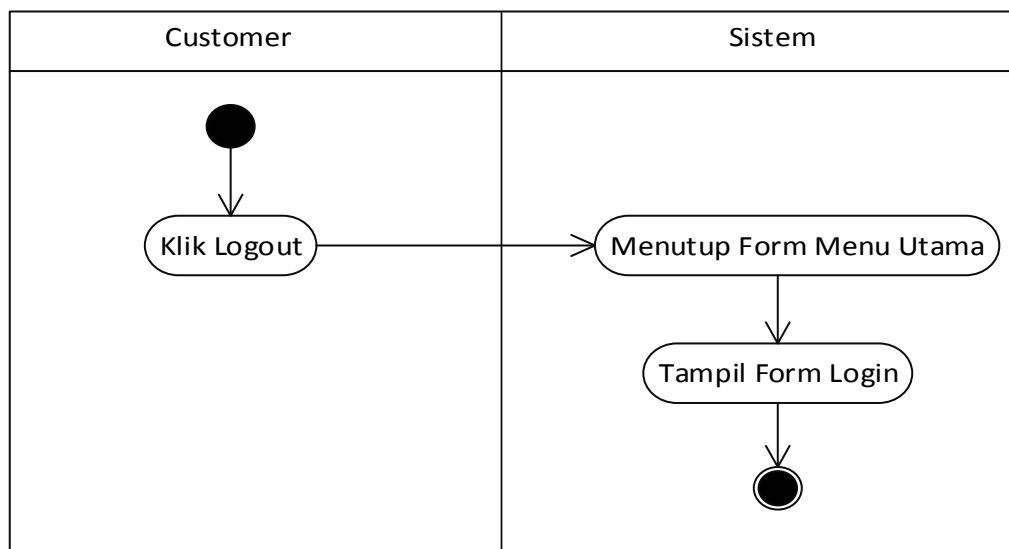 Customer
Sistem
Klik Logout
Menutup Form Menu Utama
Tampil Form Login